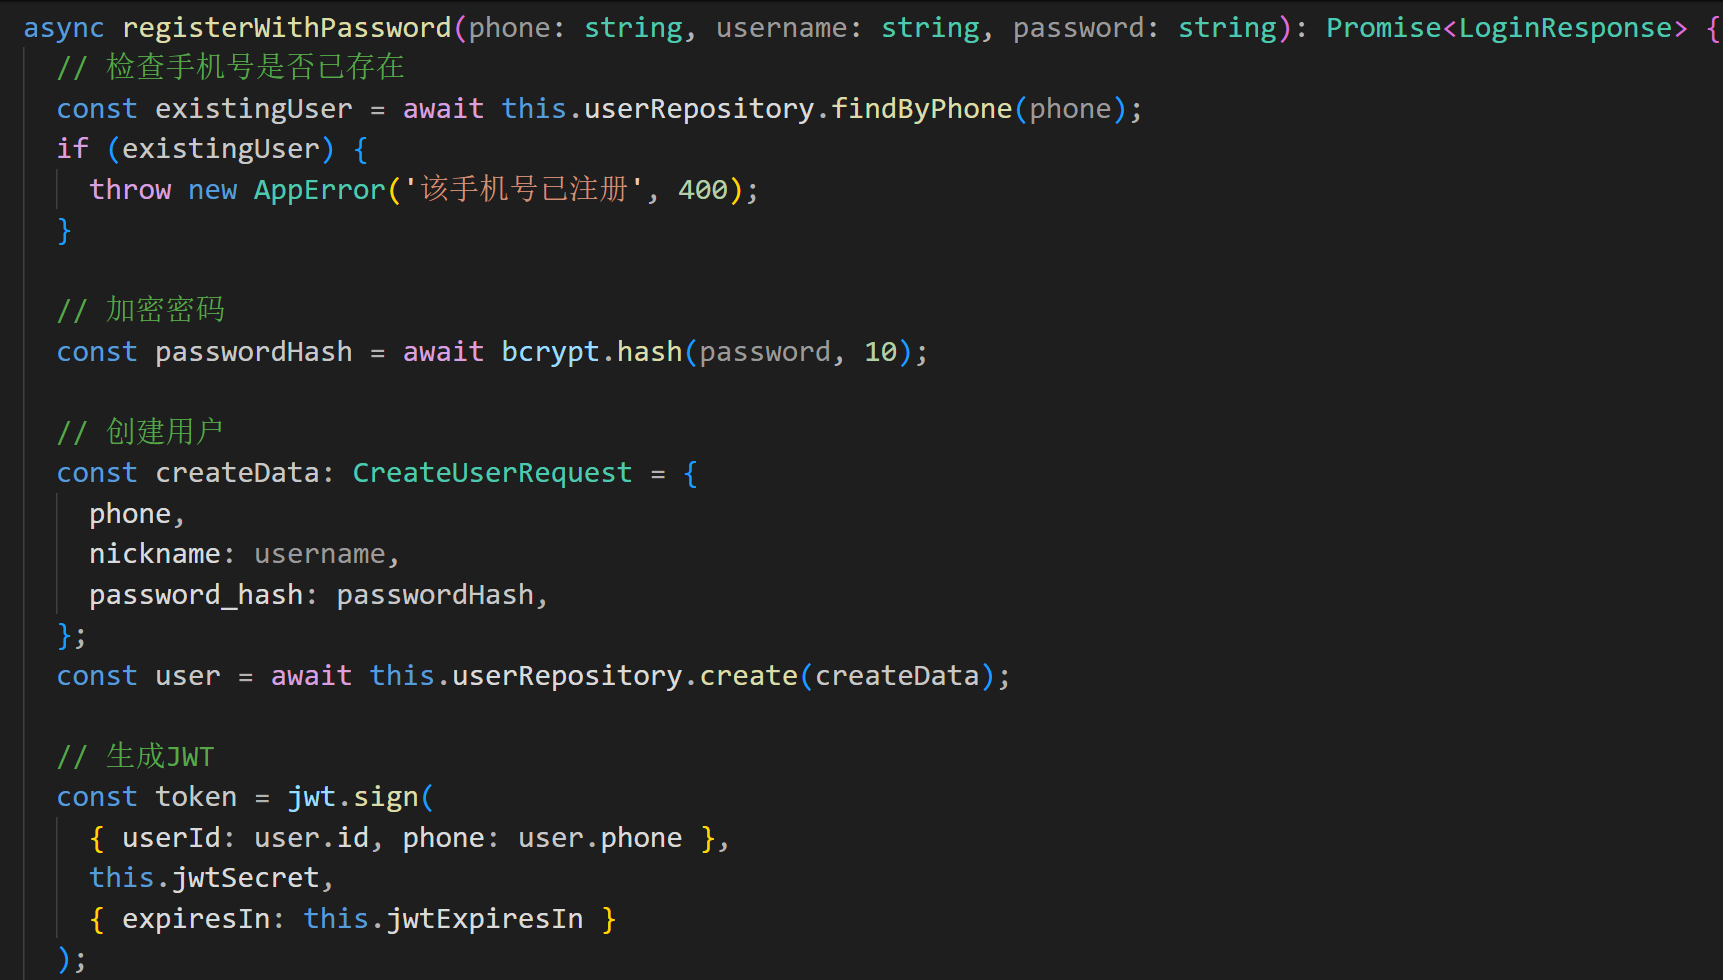 async registerWithPassword(phone: string, username: string, password: string): Promise<LoginResponse> {
// 检查手机号是否已存在
const existingUser = await this.userRepository.findByPhone(phone);
if (existingUser) {
throw new AppError('该手机号已注册', 400);
}
// 加密密码
const passwordHash = await bcrypt.hash(password, 10);
// 创建用户
const createData: CreateUserRequest = {
phone,
nickname: username,
password_hash: passwordHash,
};
const user = await this.userRepository.create(createData);
// 生成JWT
const token = jwt.sign(
{ userId: user.id, phone: user.phone },
this.jwtSecret,
{ expiresIn: this.jwtExpiresIn }
);